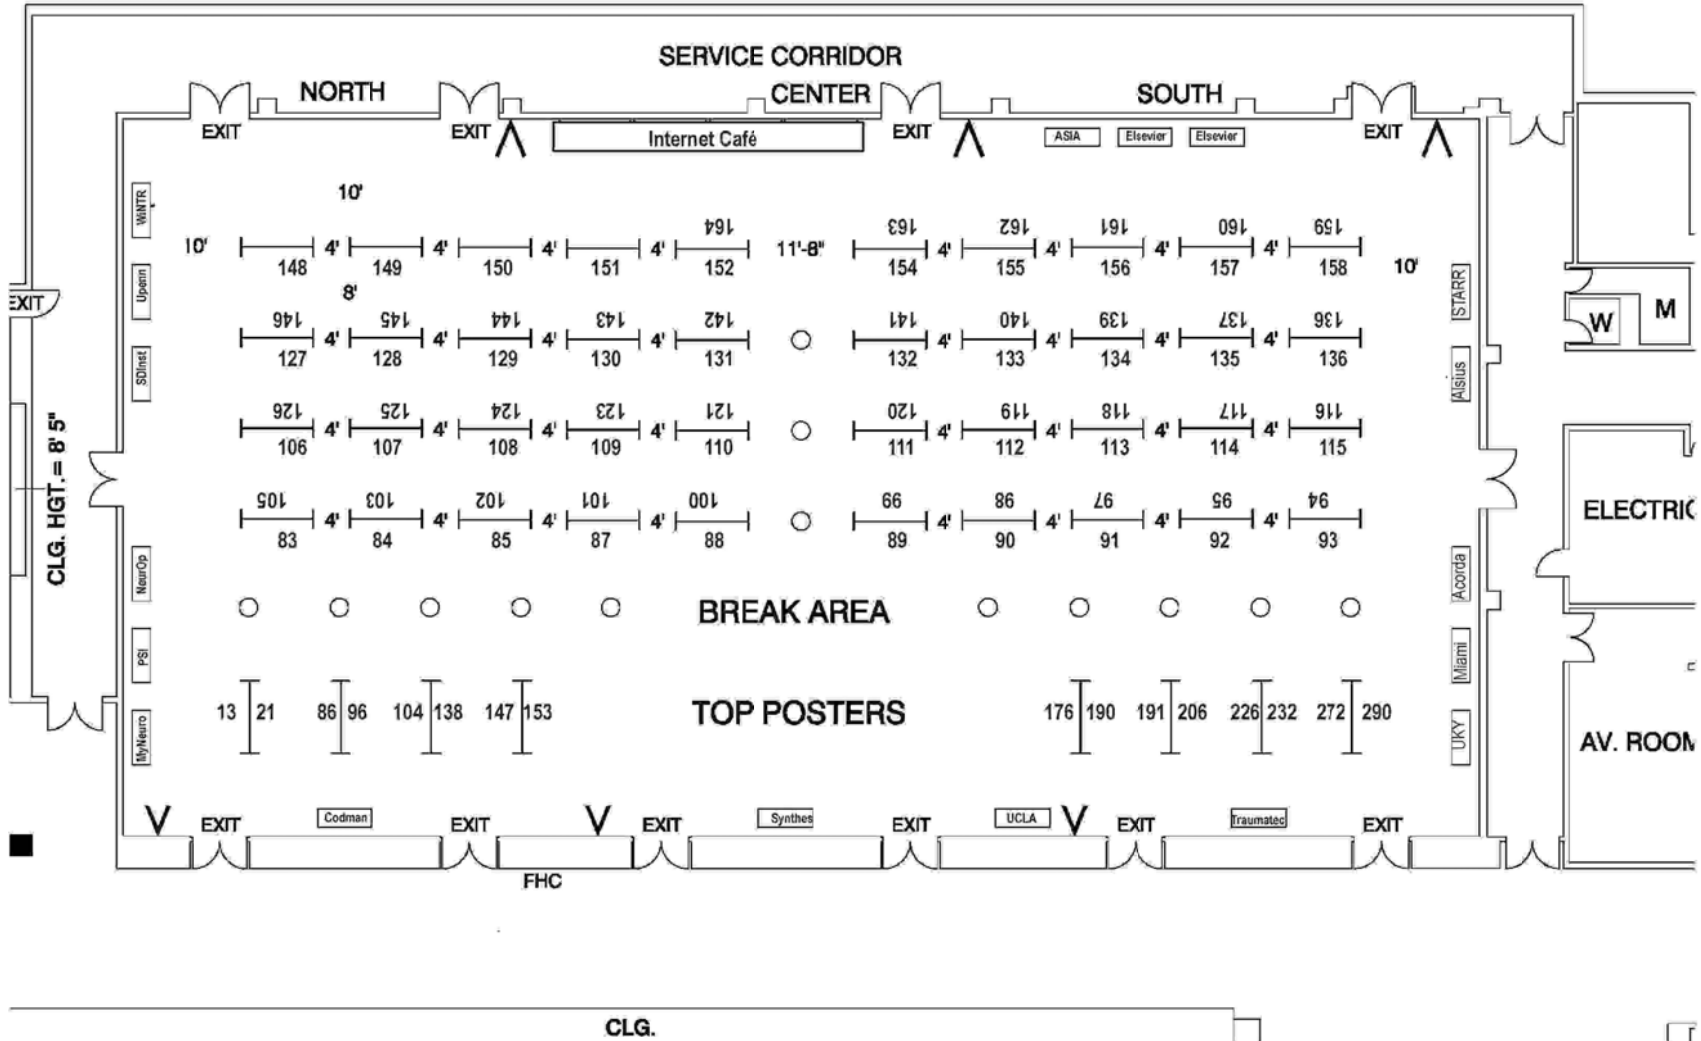 SERVICE CORRIDOR
NORTH CENTER SOUTH
EXIT EXIT Internet Café EXIT ASIA Elsevier Elsevier EXIT
WiNTR 10'
164 163 162 161 160 159
10' 4' 4' 4' 4' 11'-8" 4' 4' 4' 4' 10'
148 149 150 151 152 154 155 156 157 158
EXIT Upenn 8' STARR W M
146 145 144 143 142 141 140 139 137 136
4' 4' 4' 4' 4' 4' 4' 4'
127 128 129 130 131 132 133 134 135 136
SDInst Alsius
126 125 124 123 121 120 119 118 117 116
4' 4' 4' 4' 4' 4' 4' 4'
106 107 108 109 110 111 112 113 114 115
CLG. HGT.= 8' 5"
105 103 102 101 100 99 98 97 95 94 ELECTRIC
4' 4' 4' 4' 4' 4' 4' 4'
83 84 85 87 88 89 90 91 92 93
NeurOp Acorda
BREAK AREA
PSI Miami
13 21 86 96 104 138 147 153 TOP POSTERS 176 190 191 206 226 232 272 290
MyNeuro UKY AV. ROOM
Codman Synthes UCLA Traumatec
EXIT EXIT EXIT EXIT EXIT EXIT
FHC
CLG.